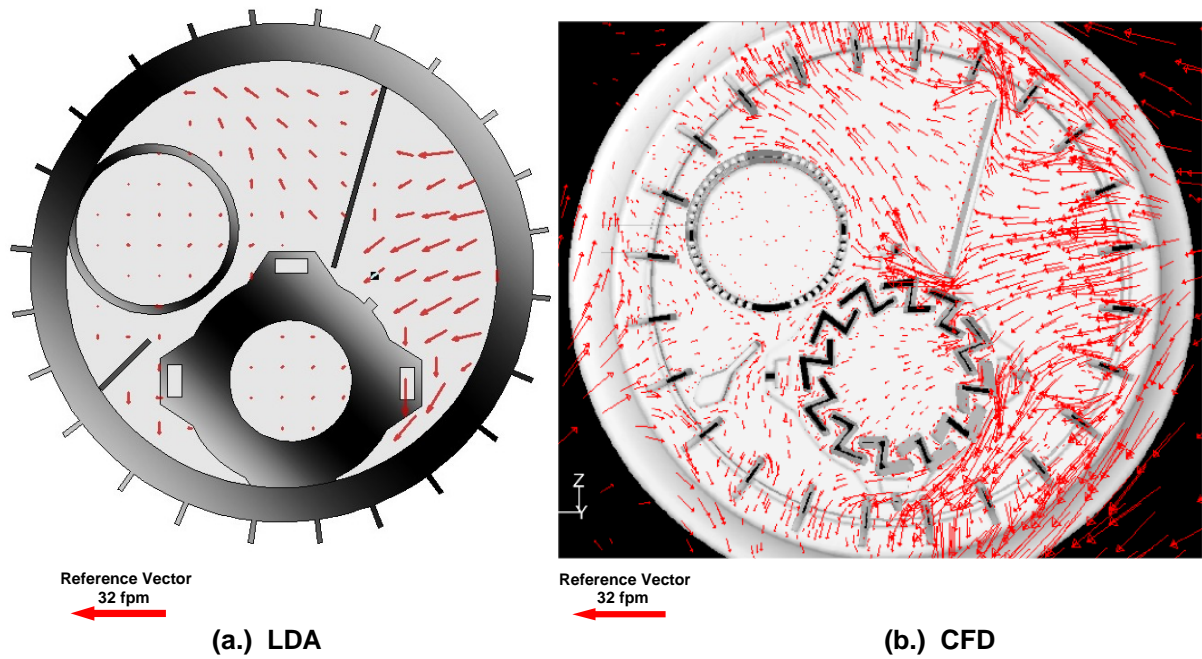 Z
Y
Reference Vector
32 fpm
Reference Vector
32 fpm
(a.) LDA
(b.) CFD